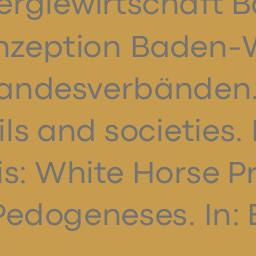 ergiewirtschaft B
nzeption Baden-W
andesverbänden.
ils and societies.
is: White Horse Pr
Pedogeneses. In: E